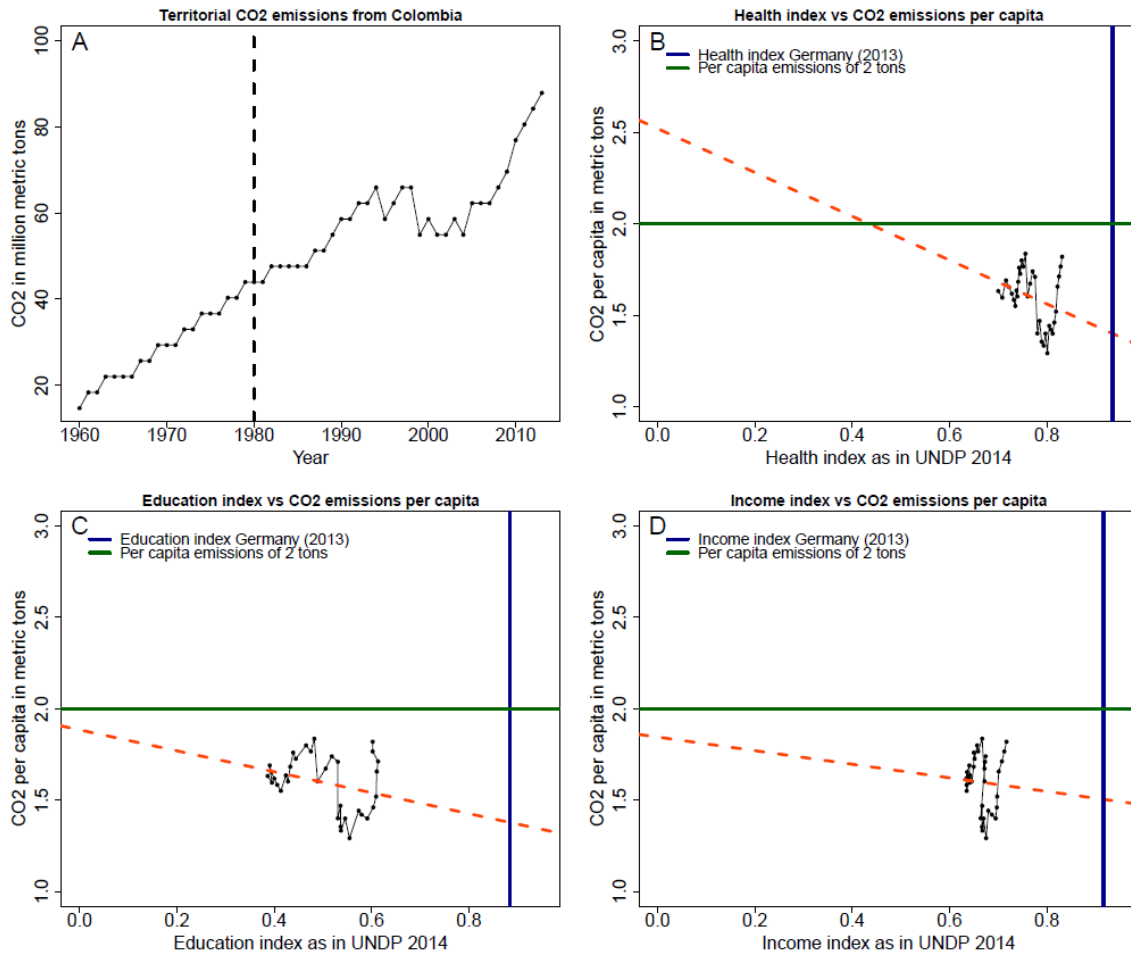 Territorial CO2 emissions from Colombia
A
CO2 in million metric tons
100
80
60
40
20
1960 1970 1980 1990 2000 2010
Year
Health index vs CO2 emissions per capita
B
Health index Germany (2013)
Per capita emissions of 2 tons
CO2 per capita in metric tons
3.0
2.5
2.0
1.5
1.0
0.0 0.2 0.4 0.6 0.8
Health index as in UNDP 2014
Education index vs CO2 emissions per capita
C
Education index Germany (2013)
Per capita emissions of 2 tons
CO2 per capita in metric tons
3.0
2.5
2.0
1.5
1.0
0.0 0.2 0.4 0.6 0.8
Education index as in UNDP 2014
Income index vs CO2 emissions per capita
D
Income index Germany (2013)
Per capita emissions of 2 tons
CO2 per capita in metric tons
3.0
2.5
2.0
1.5
1.0
0.0 0.2 0.4 0.6 0.8
Income index as in UNDP 2014